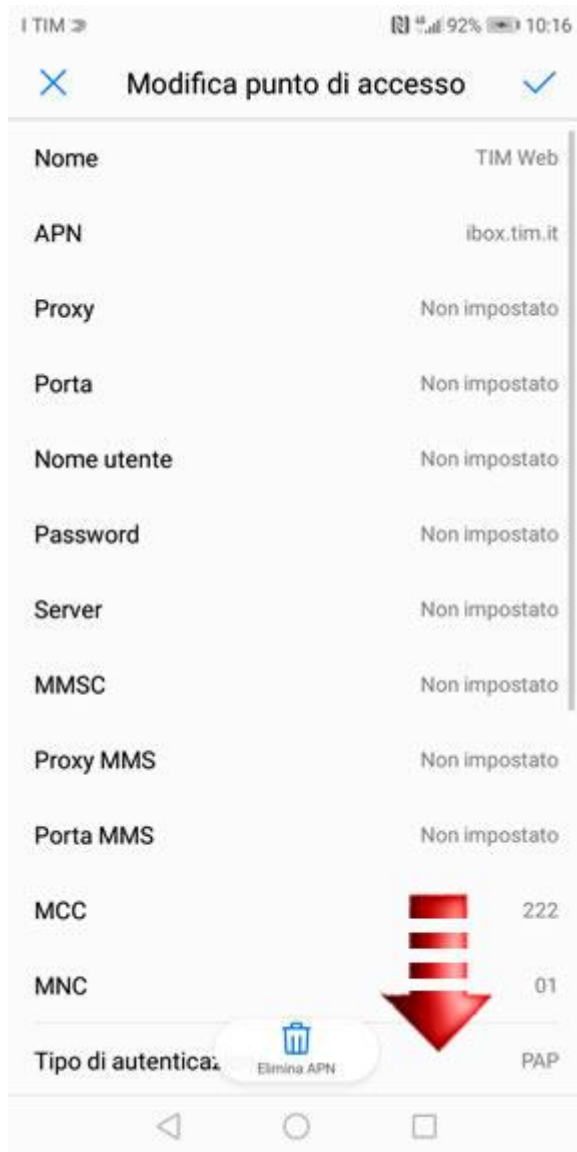 I TIM
92% 10:16
Modifica punto di accesso
Nome TIM Web
APN ibox.tim.it
Proxy Non impostato
Porta Non impostato
Nome utente Non impostato
Password Non impostato
Server Non impostato
MMSC Non impostato
Proxy MMS Non impostato
Porta MMS Non impostato
MCC 222
MNC 01
Tipo di autenticaz PAP
Elimina APN